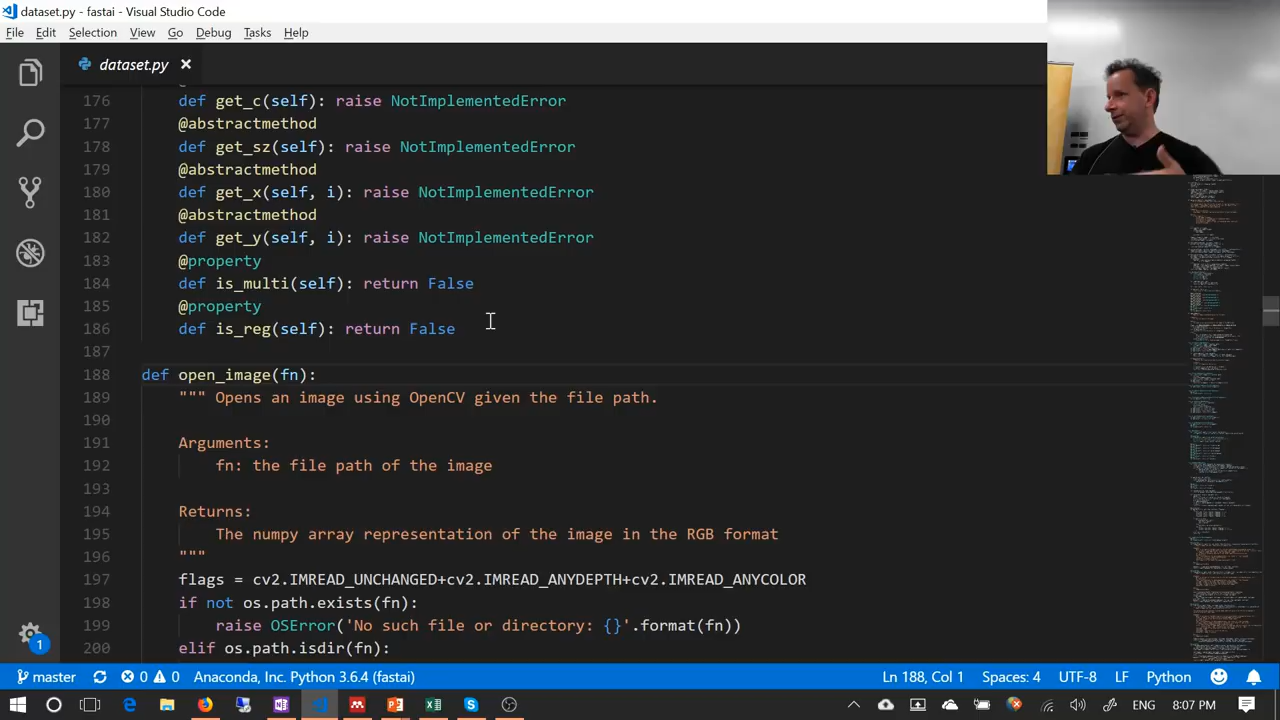 dataset.py - fastai - Visual Studio Code
File Edit Selection View Go Debug Tasks Help
dataset.py
176 def get_c(self): raise NotImplementedError
177 @abstractmethod
178 def get_sz(self): raise NotImplementedError
179 @abstractmethod
180 def get_x(self, i): raise NotImplementedError
181 @abstractmethod
182 def get_y(self, i): raise NotImplementedError
183 @property
184 def is_multi(self): return False
185 @property
186 def is_reg(self): return False
187
188 def open_image(fn):
189 """ Opens an image using OpenCV given the file path.
190
191 Arguments:
192 fn: the file path of the image
193
194 Returns:
195 The numpy array representation of the image in the RGB format
196 """
197 flags = cv2.IMREAD_UNCHANGED+cv2.IMREAD_ANYDEPTH+cv2.IMREAD_ANYCOLOR
198 if not os.path.exists(fn):
199 raise OSError('No such file or directory: {}'.format(fn))
200 elif os.path.isdir(fn):
1
master 0 0 Anaconda, Inc. Python 3.6.4 (fastai) Ln 188, Col 1 Spaces: 4 UTF-8 LF Python
ENG 8:07 PM